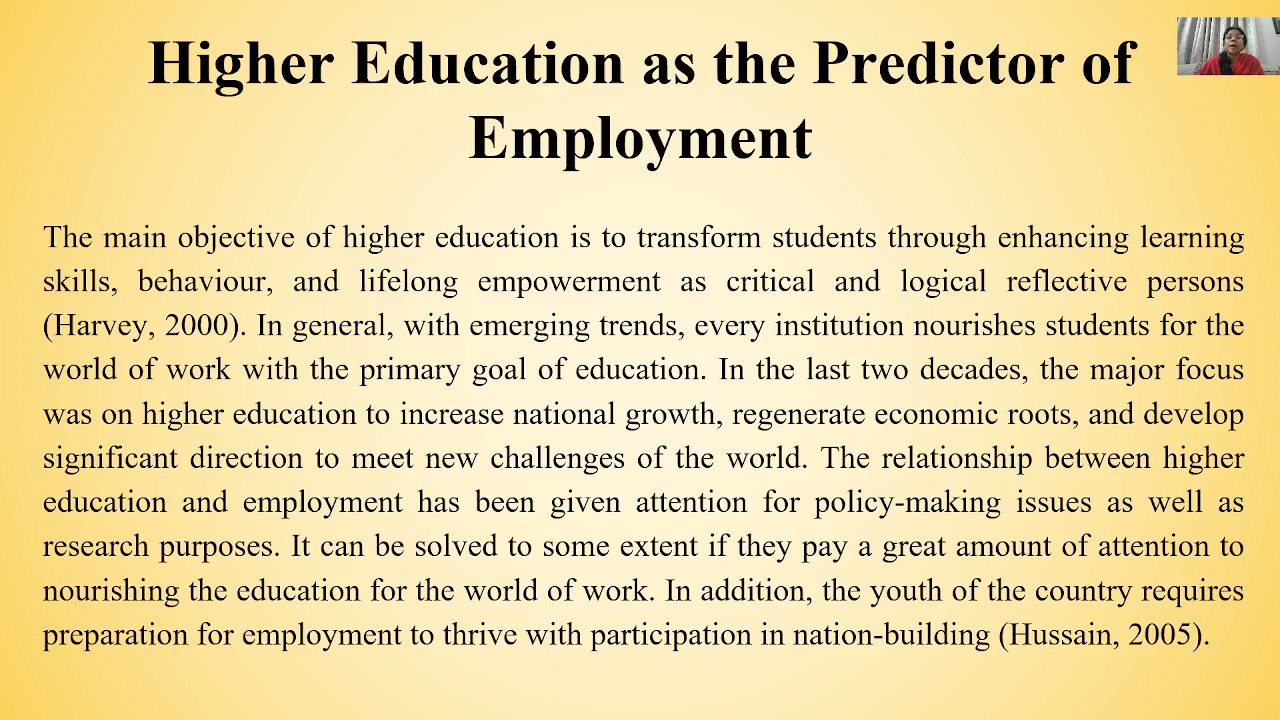 Higher Education as the Predictor of
Employment
The main objective of higher education is to transform students through enhancing learning
skills, behaviour, and lifelong empowerment as critical and logical reflective persons
(Harvey, 2000). In general, with emerging trends, every institution nourishes students for the
world of work with the primary goal of education. In the last two decades, the major focus
was on higher education to increase national growth, regenerate economic roots, and develop
significant direction to meet new challenges of the world. The relationship between higher
education and employment has been given attention for policy-making issues as well as
research purposes. It can be solved to some extent if they pay a great amount of attention to
nourishing the education for the world of work. In addition, the youth of the country requires
preparation for employment to thrive with participation in nation-building (Hussain, 2005).